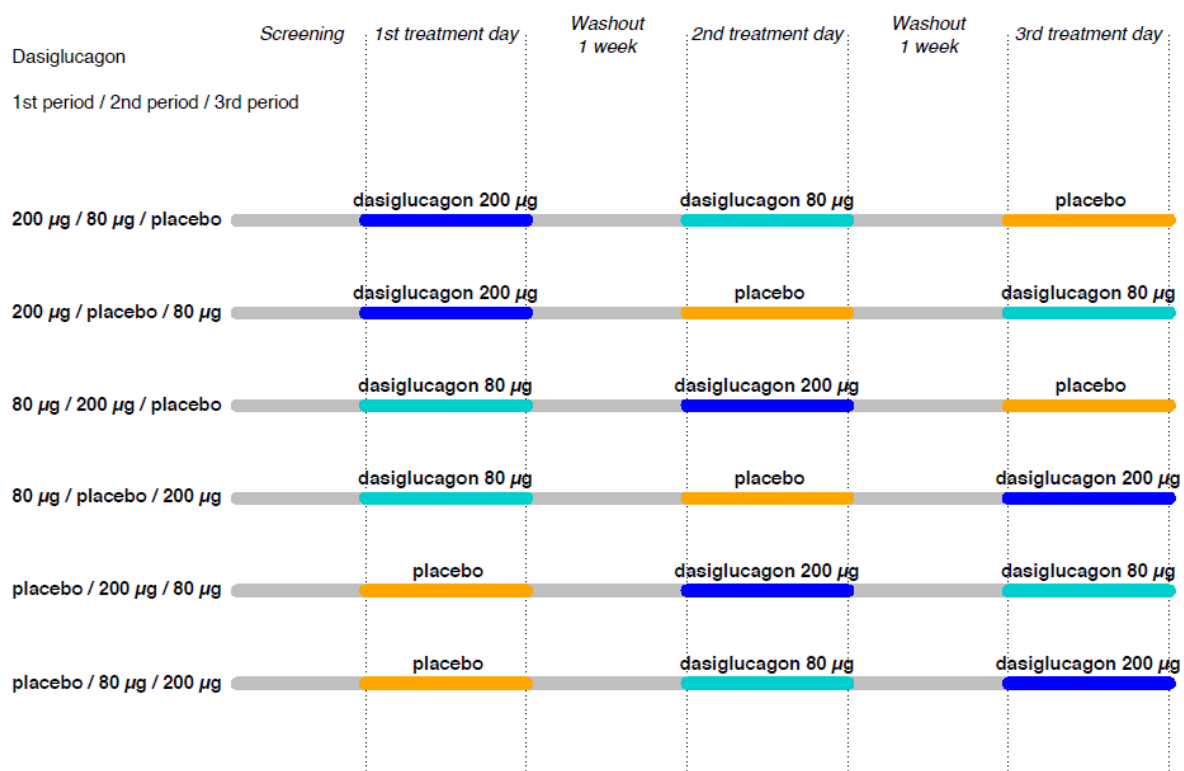 Screening 1st treatment day Washout 1 week 2nd treatment day Washout 1 week 3rd treatment day
Dasiglucagon
1st period / 2nd period / 3rd period
dasiglucagon 200 µg dasiglucagon 80 µg placebo
200 µg / 80 µg / placebo
dasiglucagon 200 µg placebo dasiglucagon 80 µg
200 µg / placebo / 80 µg
dasiglucagon 80 µg dasiglucagon 200 µg placebo
80 µg / 200 µg / placebo
dasiglucagon 80 µg placebo dasiglucagon 200 µg
80 µg / placebo / 200 µg
placebo dasiglucagon 200 µg dasiglucagon 80 µg
placebo / 200 µg / 80 µg
placebo dasiglucagon 80 µg dasiglucagon 200 µg
placebo / 80 µg / 200 µg